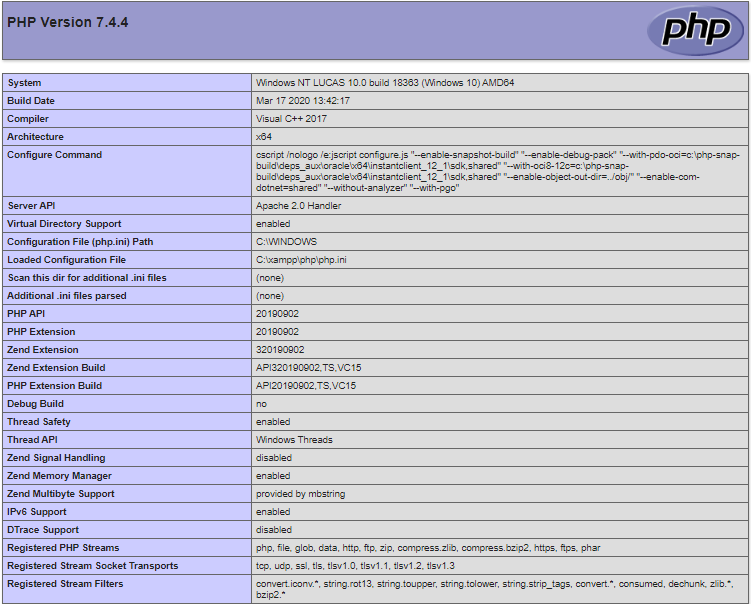 PHP Version 7.4.4
php
System Windows NT LUCAS 10.0 build 18363 (Windows 10) AMD64
Build Date Mar 17 2020 13:42:17
Compiler Visual C++ 2017
Architecture x64
Configure Command cscript /nologo /e:jscript configure.js "--enable-snapshot-build" "--enable-debug-pack" "--with-pdo-oci=c:\php-snap-
build\deps_aux\oracle\x64\instantclient_12_1\sdk,shared" "--with-oci8-12c=c:\php-snap-
build\deps_aux\oracle\x64\instantclient_12_1\sdk,shared" "--enable-object-out-dir=../obj/" "--enable-com-
dotnet=shared" "--without-analyzer" "--with-pgo"
Server API Apache 2.0 Handler
Virtual Directory Support enabled
Configuration File (php.ini) Path C:\WINDOWS
Loaded Configuration File C:\xampp\php\php.ini
Scan this dir for additional .ini files (none)
Additional .ini files parsed (none)
PHP API 20190902
PHP Extension 20190902
Zend Extension 320190902
Zend Extension Build API320190902,TS,VC15
PHP Extension Build API20190902,TS,VC15
Debug Build no
Thread Safety enabled
Thread API Windows Threads
Zend Signal Handling disabled
Zend Memory Manager enabled
Zend Multibyte Support provided by mbstring
IPv6 Support enabled
DTrace Support disabled
Registered PHP Streams php, file, glob, data, http, ftp, zip, compress.zlib, compress.bzip2, https, ftps, phar
Registered Stream Socket Transports tcp, udp, ssl, tls, tlsv1.0, tlsv1.1, tlsv1.2, tlsv1.3
Registered Stream Filters convert.iconv.*, string.rot13, string.toupper, string.tolower, string.strip_tags, convert.*, consumed, dechunk, zlib.*,
bzip2.*